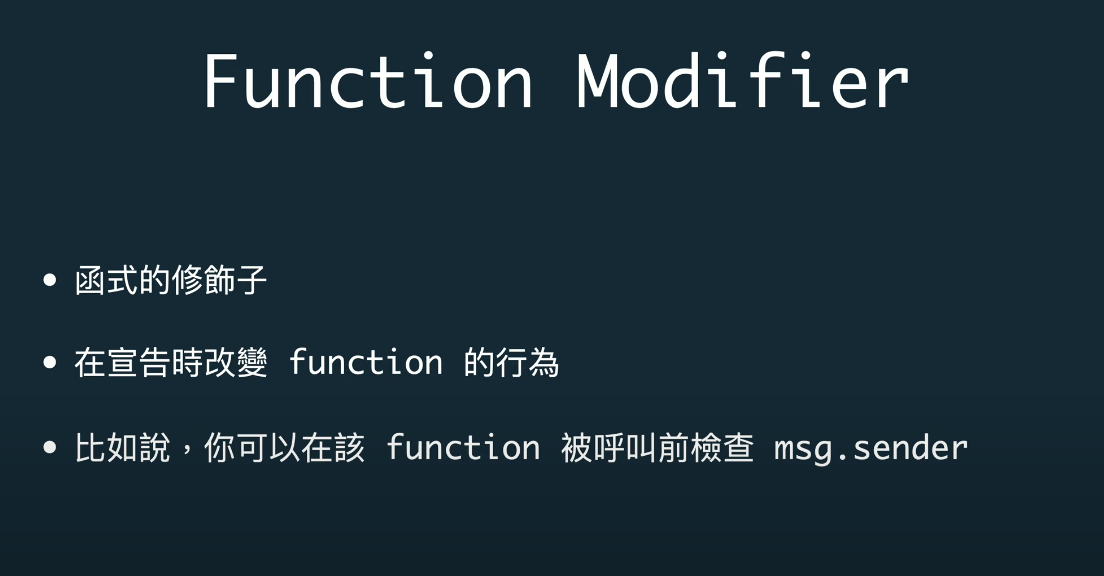 Function Modifier
• 函式的修飾子
• 在宣告時改變 function 的行為
• 比如說，你可以在該 function 被呼叫前檢查 msg.sender